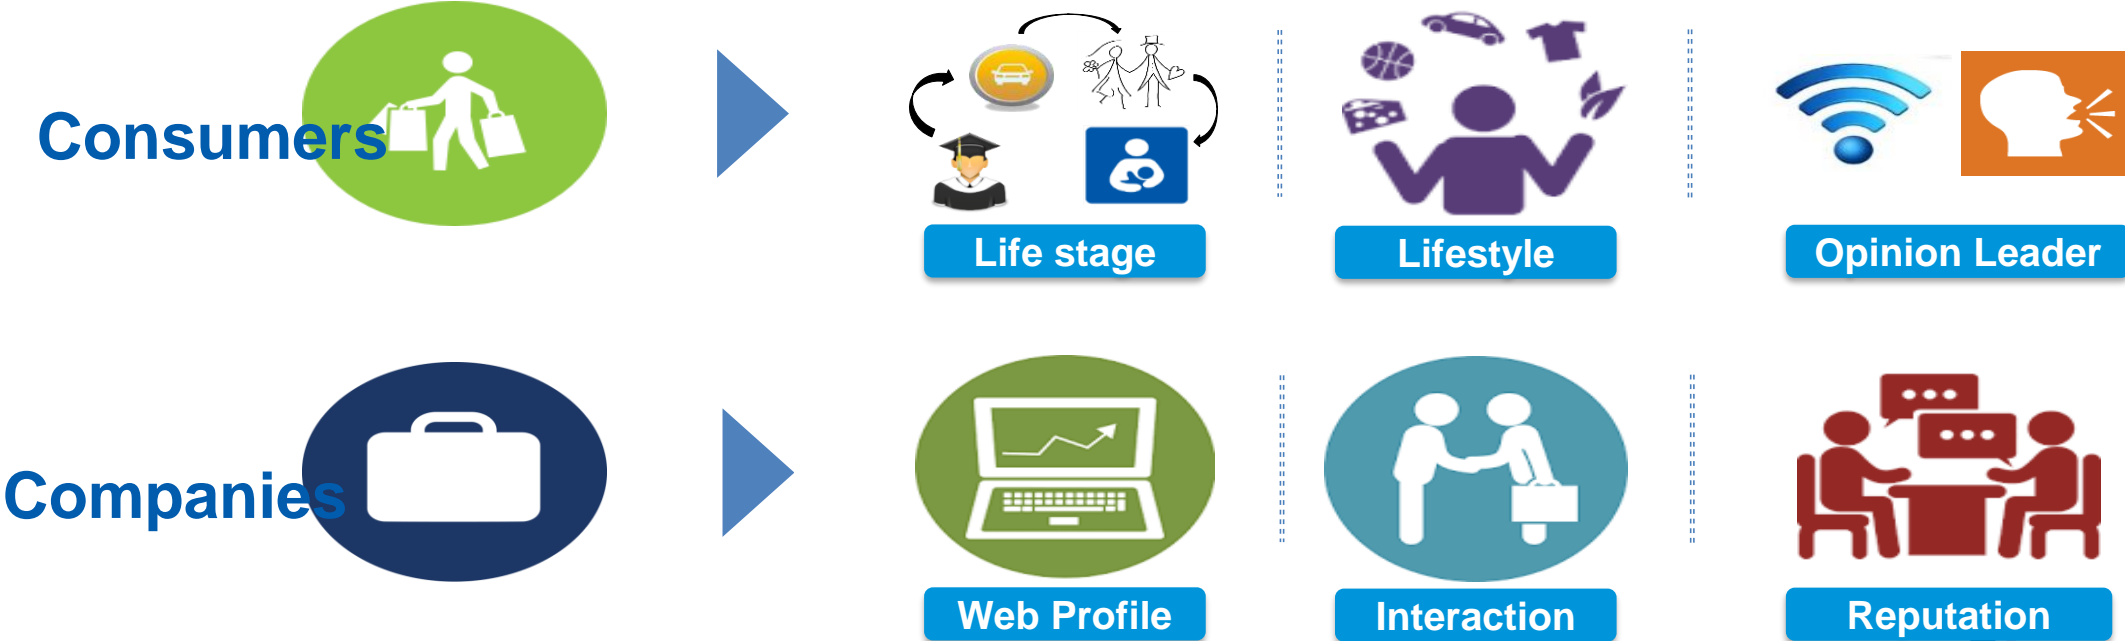 Consumers
Life stage
Lifestyle
Opinion Leader
Companies
Web Profile
Interaction
Reputation